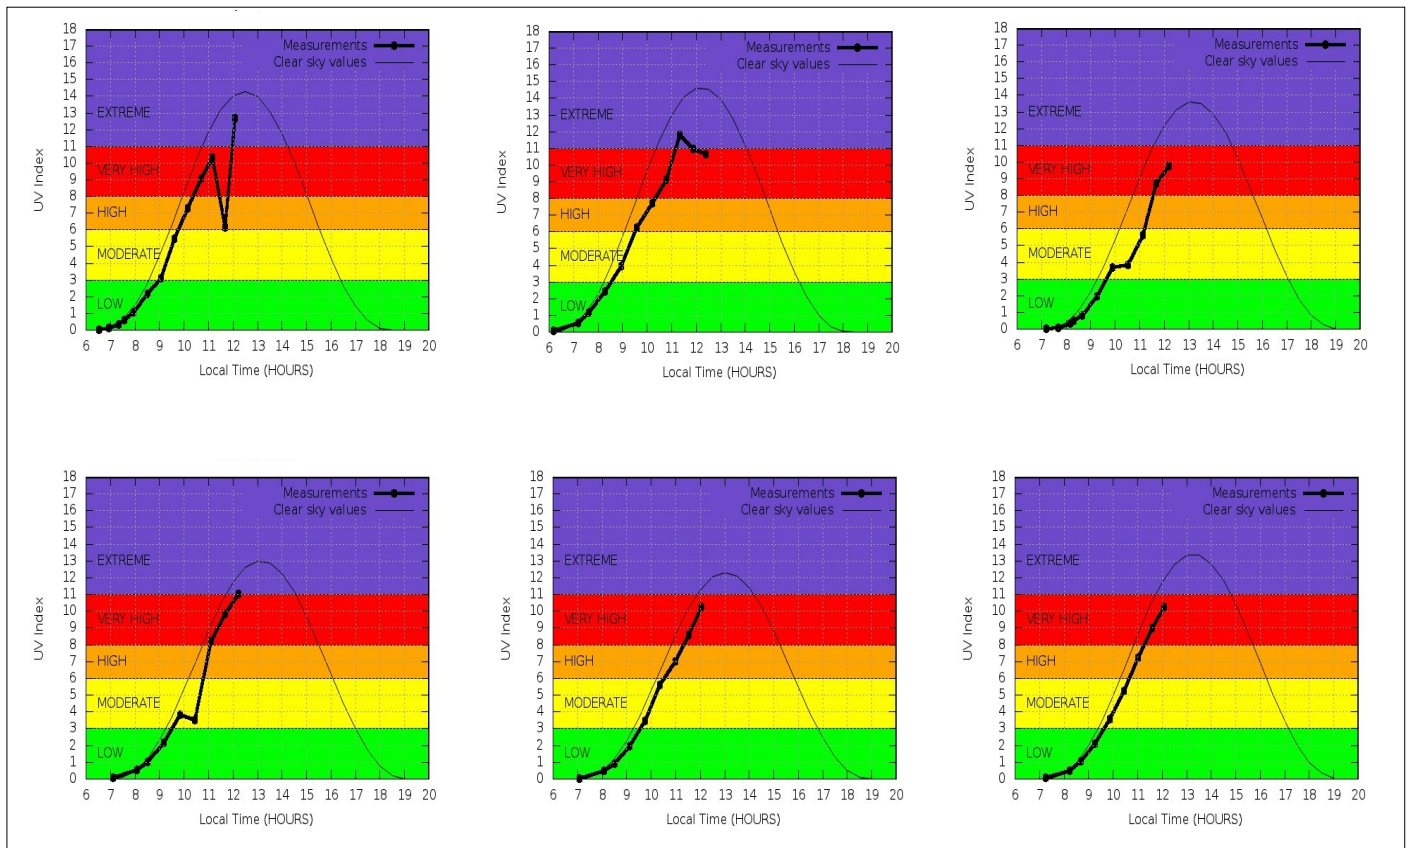 18
17
Measurements
16
Clear sky values
15
14
13
EXTREME
12
11
10
VERY HIGH
9
8
7
HIGH
6
5
MODERATE
4
3
2
LOW
1
0
UV Index
6 7 8 9 10 11 12 13 14 15 16 17 18 19 20
Local Time (HOURS)
18
17
Measurements
16
Clear sky values
15
14
13
EXTREME
12
11
10
VERY HIGH
9
8
7
HIGH
6
5
MODERATE
4
3
2
LOW
1
0
UV Index
6 7 8 9 10 11 12 13 14 15 16 17 18 19 20
Local Time (HOURS)
18
17
Measurements
16
Clear sky values
15
14
13
EXTREME
12
11
10
VERY HIGH
9
8
7
HIGH
6
5
MODERATE
4
3
2
LOW
1
0
UV Index
6 7 8 9 10 11 12 13 14 15 16 17 18 19 20
Local Time (HOURS)
18
17
Measurements
16
Clear sky values
15
14
13
EXTREME
12
11
10
VERY HIGH
9
8
7
HIGH
6
5
MODERATE
4
3
2
LOW
1
0
UV Index
6 7 8 9 10 11 12 13 14 15 16 17 18 19 20
Local Time (HOURS)
18
17
Measurements
16
Clear sky values
15
14
13
EXTREME
12
11
10
VERY HIGH
9
8
7
HIGH
6
5
MODERATE
4
3
2
LOW
1
0
UV Index
6 7 8 9 10 11 12 13 14 15 16 17 18 19 20
Local Time (HOURS)
18
17
Measurements
16
Clear sky values
15
14
13
EXTREME
12
11
10
VERY HIGH
9
8
7
HIGH
6
5
MODERATE
4
3
2
LOW
1
0
UV Index
6 7 8 9 10 11 12 13 14 15 16 17 18 19 20
Local Time (HOURS)